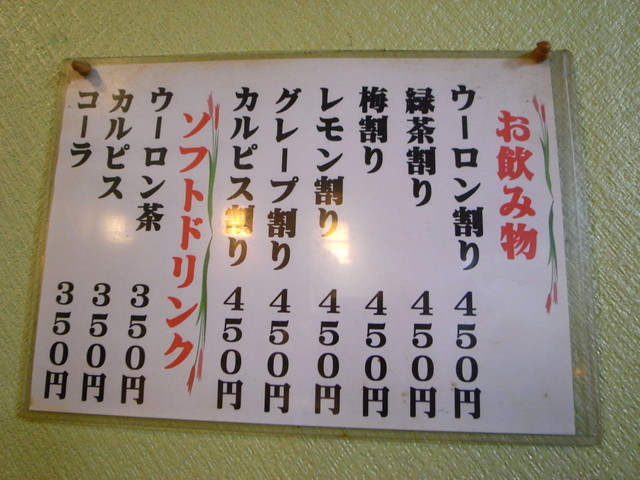 お飲み物
ウーロン割り 450円
緑茶割り 450円
梅割り 450円
レモン割り 450円
グレープ割り 450円
カルピス割り 450円
ソフトドリンク
ウーロン茶 350円
カルピス 350円
コーラ 350円